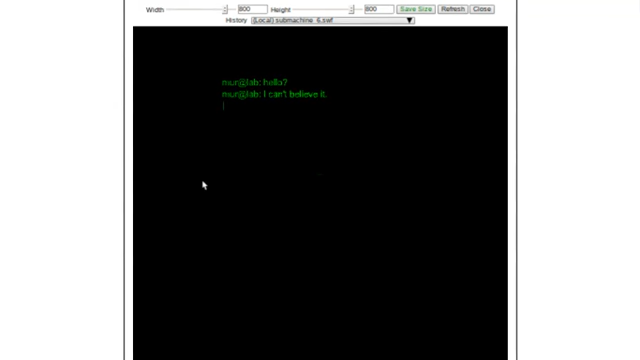 Width 800 Height 800 Save Size Refresh Close
History (Local) submachine_6.swf
mur@lab: hello?
mur@lab: I can't believe it.